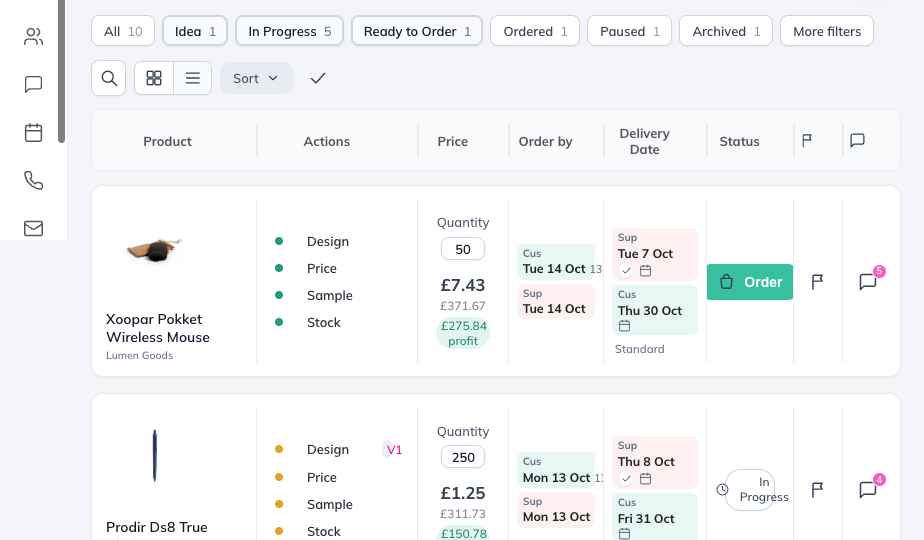 All 10 Idea 1 In Progress 5 Ready to Order 1 Ordered 1 Paused 1 Archived 1 More filters
Sort
Product Actions Price Order by Delivery Date Status
Xoopar Pokket
Wireless Mouse
Lumen Goods
Design
Price
Sample
Stock
Quantity
50
£7.43
£371.67
£275.84
profit
Cus
Tue 14 Oct 13
Sup
Tue 14 Oct
Sup
Tue 7 Oct
Cus
Thu 30 Oct
Standard
Order
5
Prodir Ds8 True
Design V1
Price
Sample
Stock
Quantity
250
£1.25
£311.73
£150.78
Cus
Mon 13 Oct
Sup
Mon 13 Oct
Sup
Thu 8 Oct
Cus
Fri 31 Oct
In
Progress
4